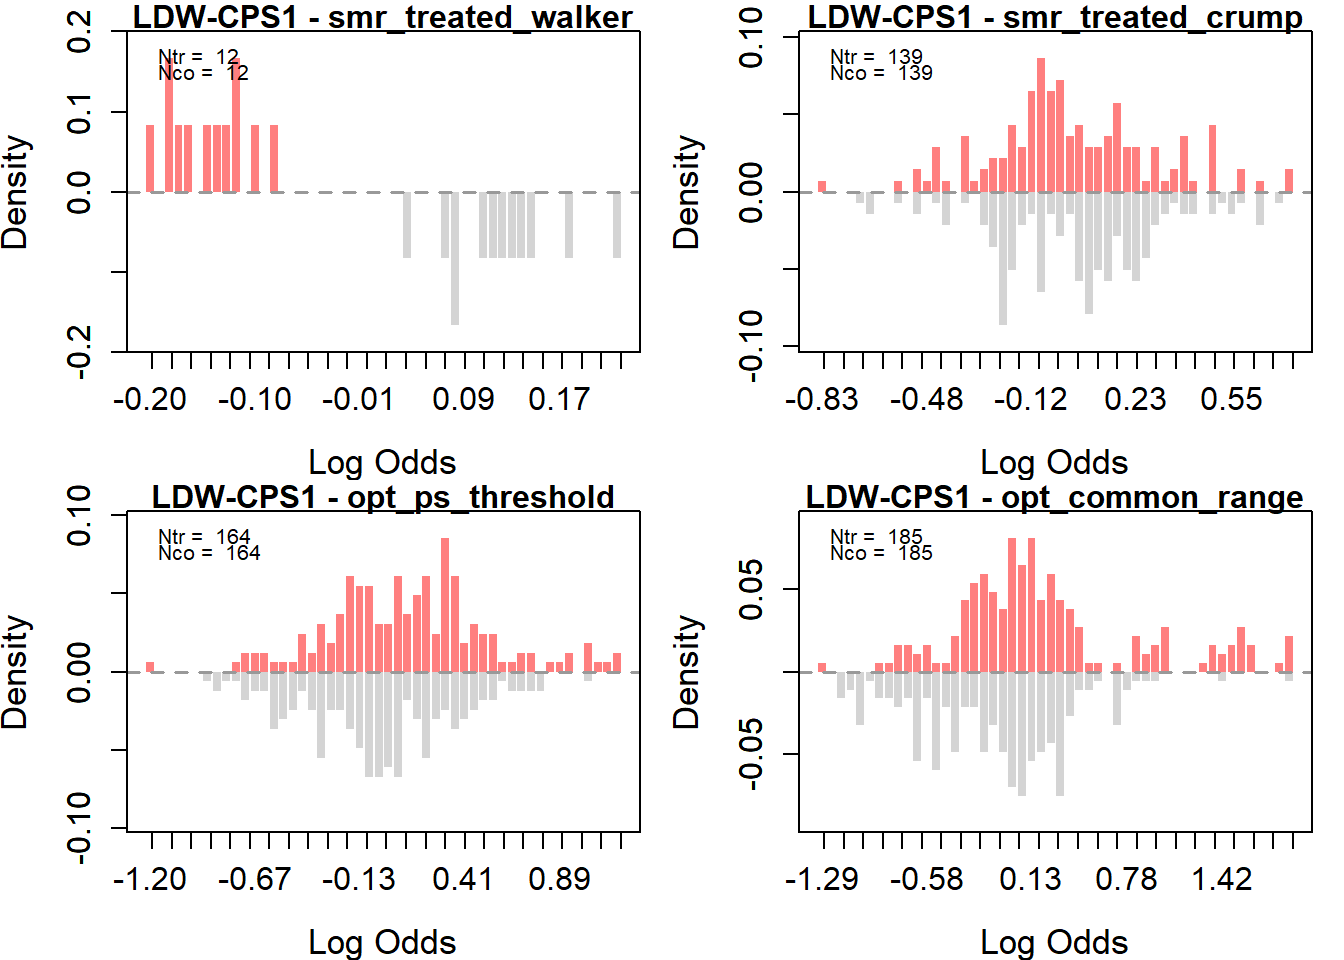 LDW-CPS1 - smr_treated_walker
Ntr = 12
Nco = 12
Density
0.2
0.1
0.0
-0.2
-0.20 -0.10 -0.01 0.09 0.17
Log Odds
LDW-CPS1 - smr_treated_crump
Ntr = 139
Nco = 139
Density
0.10
0.00
-0.10
-0.83 -0.48 -0.12 0.23 0.55
Log Odds
LDW-CPS1 - opt_ps_threshold
Ntr = 164
Nco = 164
Density
0.10
0.00
-0.10
-1.20 -0.67 -0.13 0.41 0.89
Log Odds
LDW-CPS1 - opt_common_range
Ntr = 185
Nco = 185
Density
0.05
-0.05
-1.29 -0.58 0.13 0.78 1.42
Log Odds